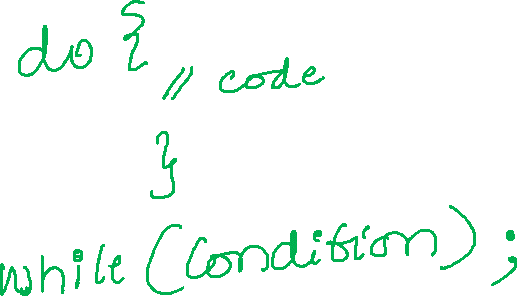 do {
// code
}
while (Condition) ;